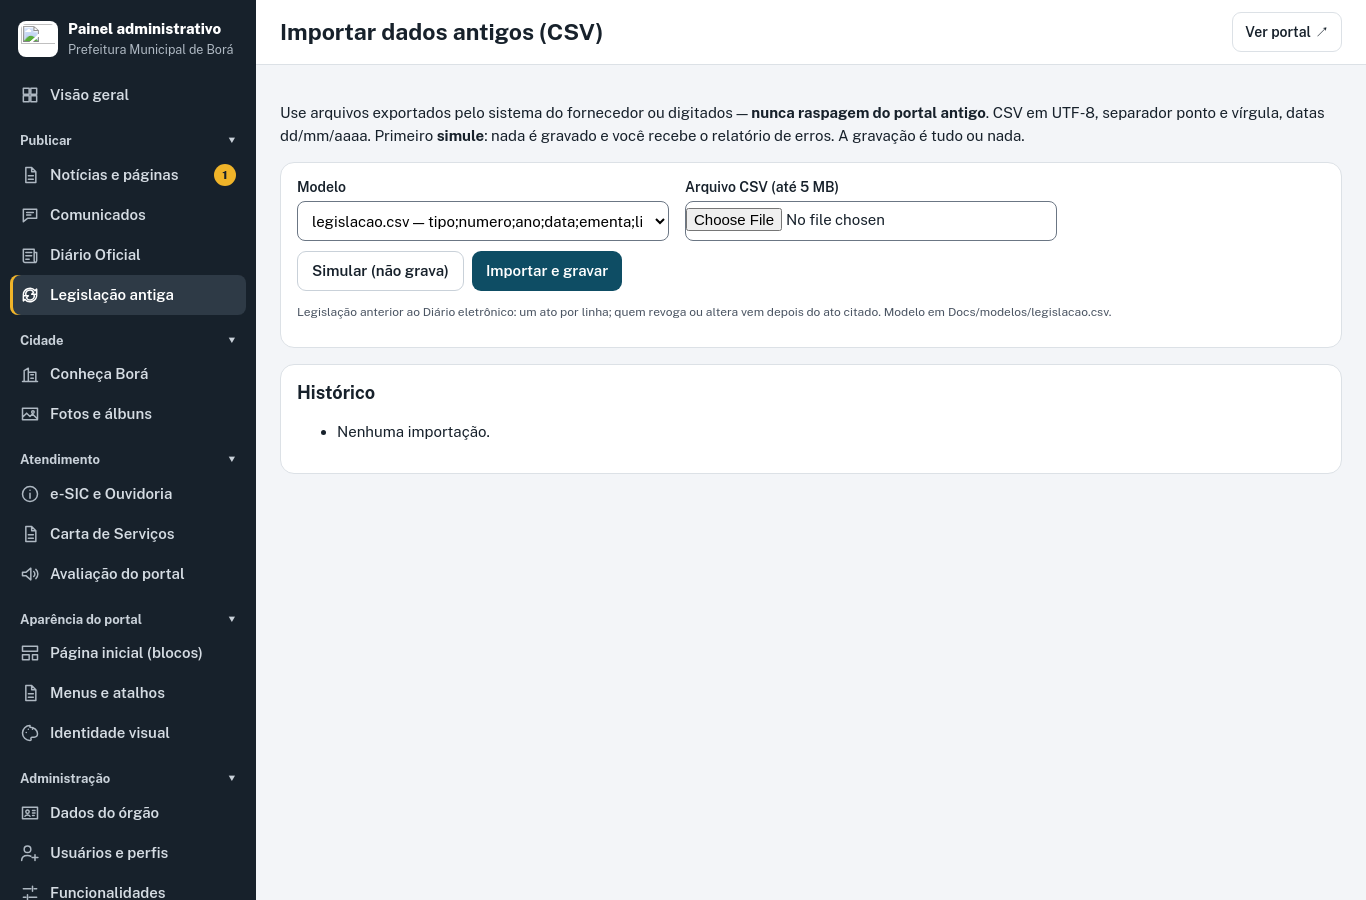 Painel administrativo
Prefeitura Municipal de Borá
Visão geral
Publicar
Notícias e páginas
1
Comunicados
Diário Oficial
Legislação antiga
Cidade
Conheça Borá
Fotos e álbuns
Atendimento
e-SIC e Ouvidoria
Carta de Serviços
Avaliação do portal
Aparência do portal
Página inicial (blocos)
Menus e atalhos
Identidade visual
Administração
Dados do órgão
Usuários e perfis
Funcionalidades
Importar dados antigos (CSV)
Ver portal ↗
Use arquivos exportados pelo sistema do fornecedor ou digitados — nunca raspagem do portal antigo. CSV em UTF-8, separador ponto e vírgula, datas
dd/mm/aaaa. Primeiro simule: nada é gravado e você recebe o relatório de erros. A gravação é tudo ou nada.
Modelo
Arquivo CSV (até 5 MB)
legislacao.csv — tipo;numero;ano;data;ementa;li
Choose File No file chosen
Simular (não grava)
Importar e gravar
Legislação anterior ao Diário eletrônico: um ato por linha; quem revoga ou altera vem depois do ato citado. Modelo em Docs/modelos/legislacao.csv.
Histórico
• Nenhuma importação.